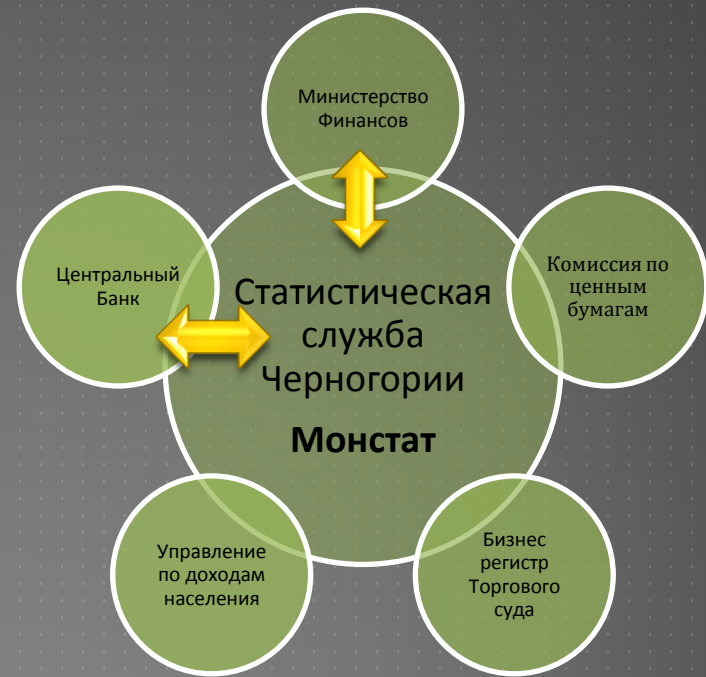 Министерство
Финансов
Центральный
Банк
Комиссия по
ценным
бумагам
Статистическая
служба
Черногории
Монстат
Управление
по доходам
населения
Бизнес
регистр
Торгового
суда